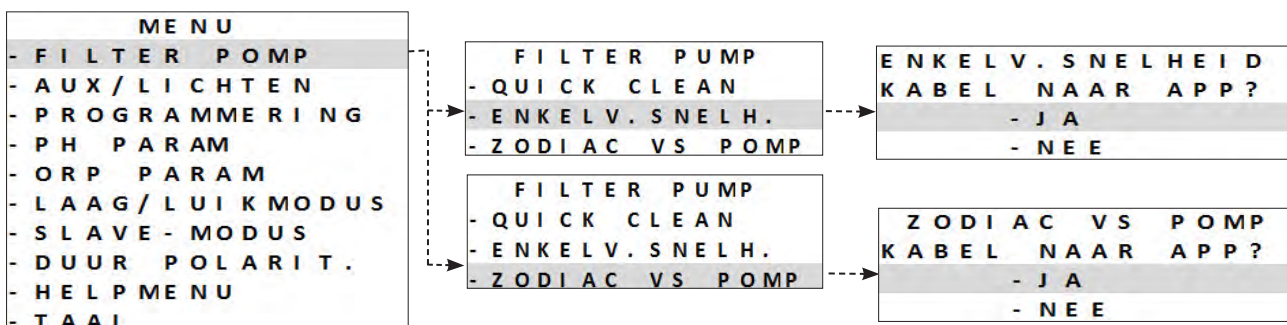 MENU
- FILTER POMP
- AUX/LICHTEN
- PROGRAMMERING
- PH PARAM
- ORP PARAM
- LAAG/LUIKMODUS
- SLAVE-MODUS
- DUUR POLARIT.
- HELPMENU
- TAAL
FILTER PUMP
- QUICK CLEAN
- ENKELV.SNELH.
- ZODIAC VS POMP
FILTER PUMP
- QUICK CLEAN
- ENKELV.SNELH.
- ZODIAC VS POMP
ENKELV.SNELHEID
KABEL NAAR APP?
- JA
- NEE
ZODIAC VS POMP
KABEL NAAR APP?
- JA
- NEE